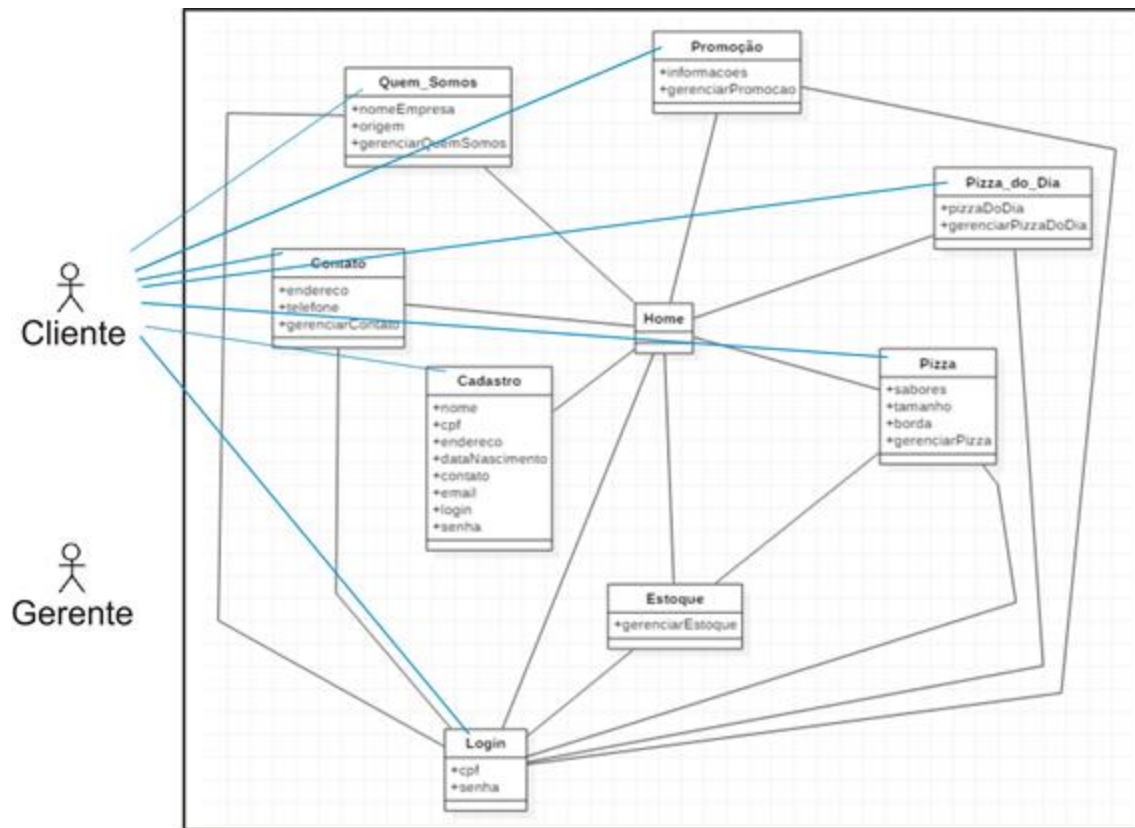 Promoção
+informacoes
+gerenciarPromocao
Quem_Somos
+nomeEmpresa
+origem
+gerenciarQuemSomos
Pizza_do_Dia
+pizzaDoDia
+gerenciarPizzaDoDia
Cliente
Contato
+endereco
+telefone
+gerenciarContato
Home
Pizza
+sabores
+tamanho
+borda
+gerenciarPizza
Cadastro
+nome
+cpf
+endereco
+dataNascimento
+contato
+email
+login
+senha
Gerente
Estoque
+gerenciarEstoque
Login
+cpf
+senha